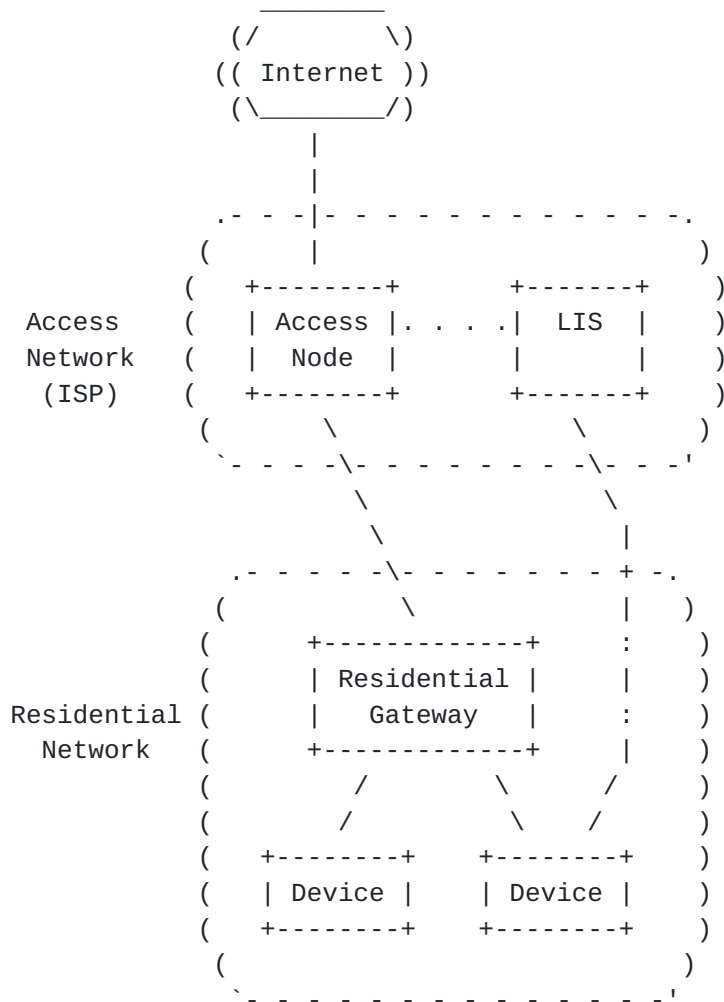 Internet
Access | Access | LIS
Network | Node
(ISP)
Residential
Residential | Gateway
Network
Device | Device